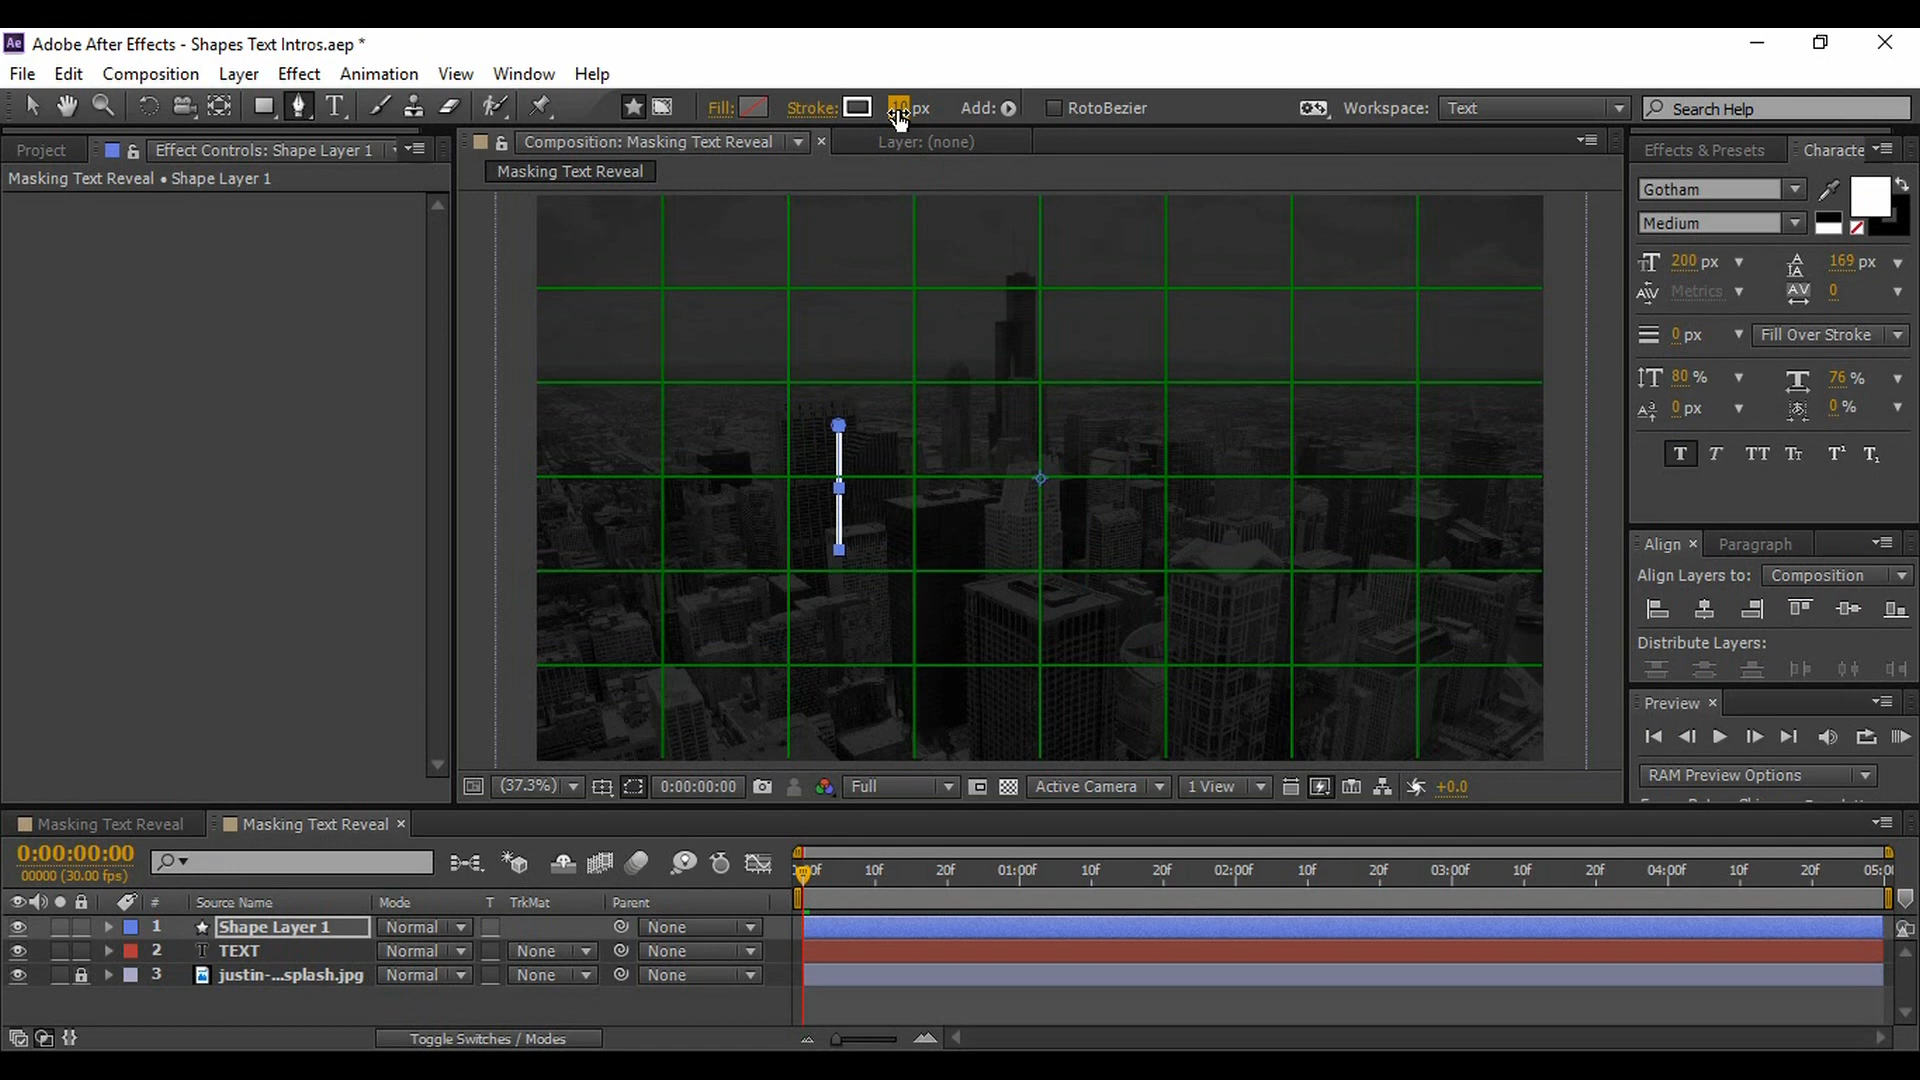 Ae Adobe After Effects - Shapes Text Intros.aep *
File Edit Composition Layer Effect Animation View Window Help
T Fill: Stroke: 10 px Add: RotoBezier Workspace: Text Search Help
Project Effect Controls: Shape Layer 1 Composition: Masking Text Reveal Layer: (none) Effects & Presets Characte
Masking Text Reveal • Shape Layer 1 Masking Text Reveal
Gotham
Medium
200 px 169 px
Metrics 0
0 px Fill Over Stroke
80 % 76 %
0 px 0 %
T T TT Tt T¹ T₁
Align Paragraph
Align Layers to: Composition
Distribute Layers:
Preview
RAM Preview Options
(37.3%) 0:00:00:00 Full Active Camera 1 View +0.0
Masking Text Reveal Masking Text Reveal
0:00:00:00
00000 (30.00 fps)
10f 20f 01:00f 10f 20f 02:00f 10f 20f 03:00f 10f 20f 04:00f 10f 20f 05:0
# Source Name Mode T TrkMat Parent
1 Shape Layer 1 Normal None
2 T TEXT Normal None None
3 justin-...splash.jpg Normal None None
Toggle Switches / Modes